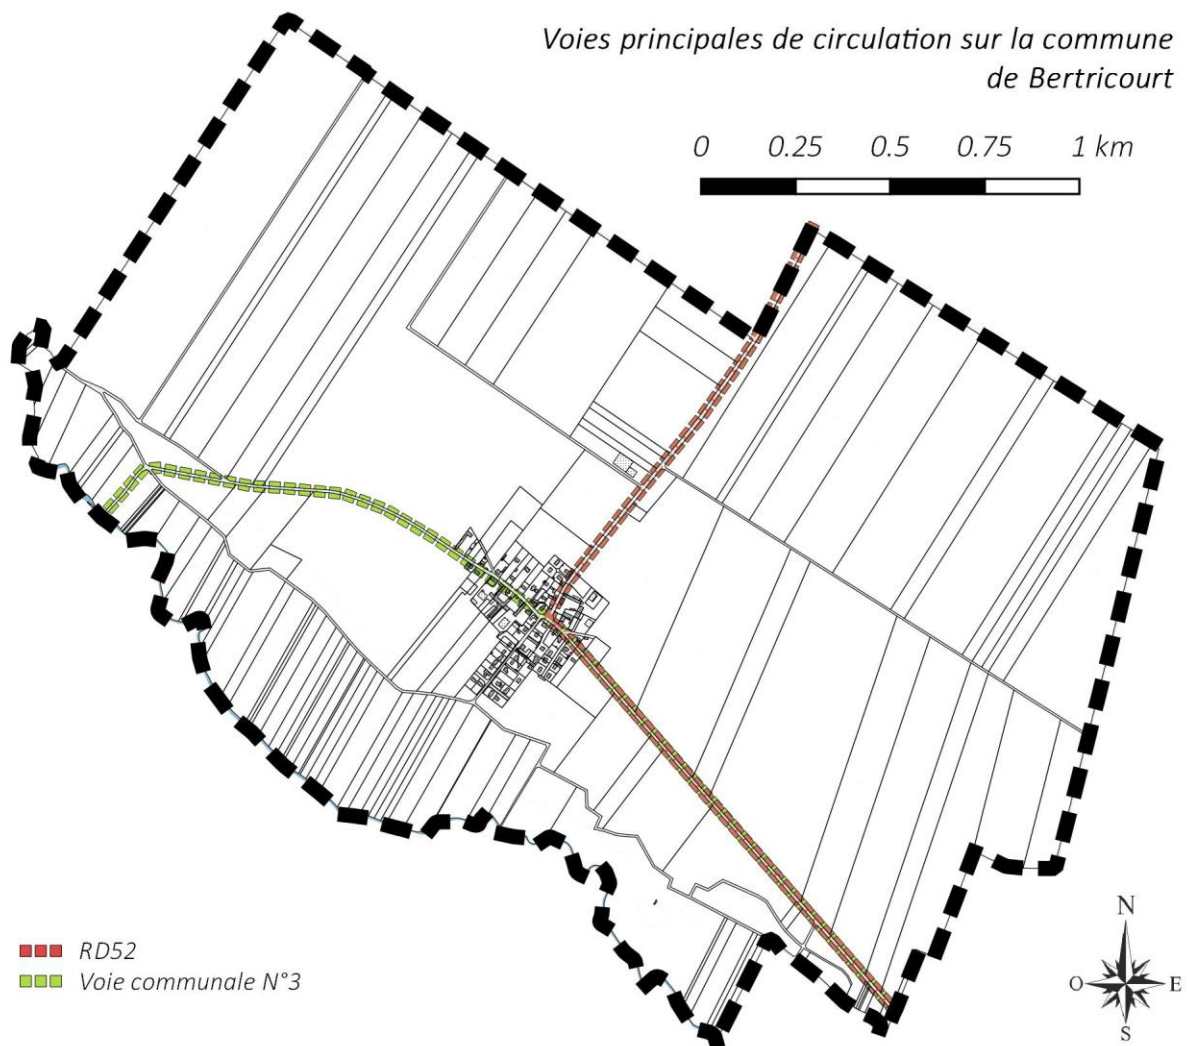 Voies principales de circulation sur la commune
de Bertricourt
0 0.25 0.5 0.75 1 km
N
O E
S
RD52
Voie communale N°3